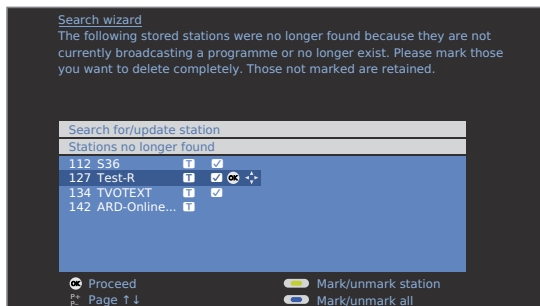 Search wizard
The following stored stations were no longer found because they are not
currently broadcasting a programme or no longer exist. Please mark those
you want to delete completely. Those not marked are retained.
Search for/update station
Stations no longer found
112 S36 T
127 Test-R T OK
134 TVOTEXT T
142 ARD-Online... T
OK Proceed Mark/unmark station
P+ P- Page ↑↓ Mark/unmark all